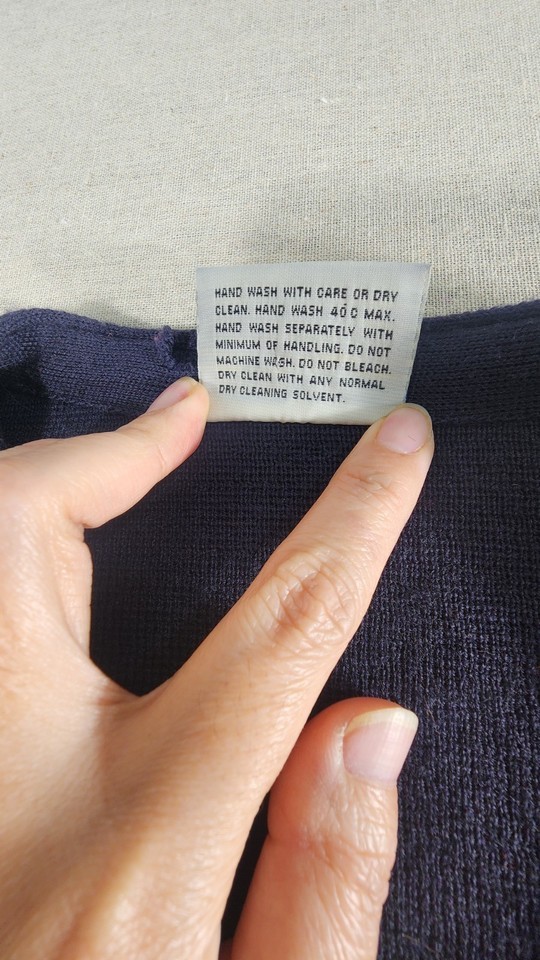 HAND WASH WITH CARE OR DRY
CLEAN. HAND WASH 40°C MAX.
HAND WASH SEPARATELY WITH
MINIMUM OF HANDLING. DO NOT
MACHINE WASH. DO NOT BLEACH.
DRY CLEAN WITH ANY NORMAL
DRY CLEANING SOLVENT.